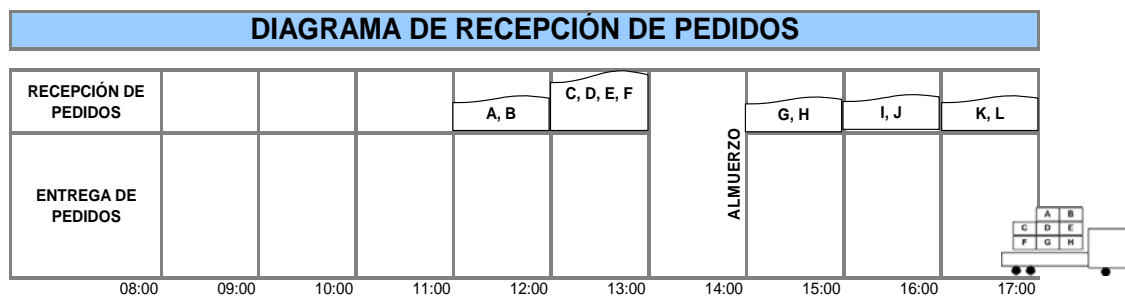 DIAGRAMA DE RECEPCIÓN DE PEDIDOS
RECEPCIÓN DE
PEDIDOS
A, B
C, D, E, F
G, H
I, J
K, L
ENTREGA DE
PEDIDOS
ALMUERZO
A B
C D E
F G H
08:00 09:00 10:00 11:00 12:00 13:00 14:00 15:00 16:00 17:00